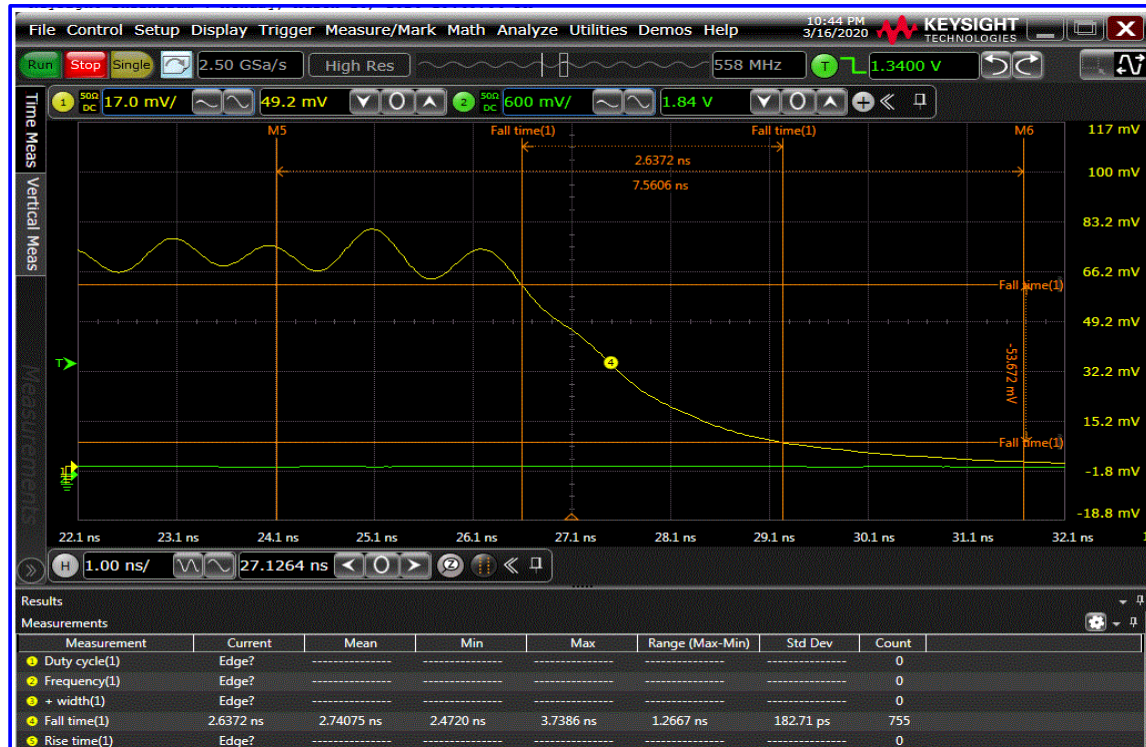 File Control Setup Display Trigger Measure/Mark Math Analyze Utilities Demos Help
10:44 PM
3/16/2020
KEYSIGHT
TECHNOLOGIES
Run Stop Single 2.50 GSa/s High Res 558 MHz T 1.3400 V
1 50Ω DC 17.0 mV/ 49.2 mV 2 50Ω DC 600 mV/ 1.84 V
Time Meas
Vertical Meas
Measurements
M5 Fall time(1) Fall time(1) M6
117 mV
2.6372 ns
100 mV
7.5606 ns
83.2 mV
66.2 mV
Fall time(1)
49.2 mV
4
T
-53.672 mV
32.2 mV
15.2 mV
Fall time(1)
-1.8 mV
-18.8 mV
22.1 ns 23.1 ns 24.1 ns 25.1 ns 26.1 ns 27.1 ns 28.1 ns 29.1 ns 30.1 ns 31.1 ns 32.1 ns
H 1.00 ns/ 27.1264 ns
Results
Measurements
Measurement Current Mean Min Max Range (Max-Min) Std Dev Count
1 Duty cycle(1) Edge? -------------- -------------- -------------- -------------- -------------- 0
2 Frequency(1) Edge? -------------- -------------- -------------- -------------- -------------- 0
3 + width(1) Edge? -------------- -------------- -------------- -------------- -------------- 0
4 Fall time(1) 2.6372 ns 2.74075 ns 2.4720 ns 3.7386 ns 1.2667 ns 182.71 ps 755
5 Rise time(1) Edge? -------------- -------------- -------------- -------------- -------------- 0